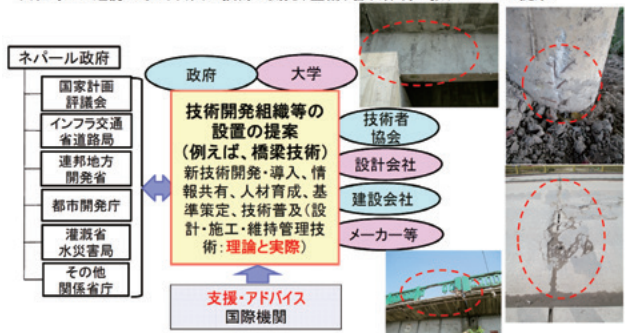 ネパール政府
国家計画
評議会
インフラ交通
省道路局
連邦地方
開発省
都市開発庁
灌漑省
水災害局
その他
関係省庁
政府
大学
技術開発組織等の
設置の提案
(例えば、橋梁技術)
新技術開発・導入、情
報共有、人材育成、基
準策定、技術普及(設
計・施工・維持管理技
術:理論と実際)
技術者
協会
設計会社
建設会社
メーカー等
支援・アドバイス
国際機関